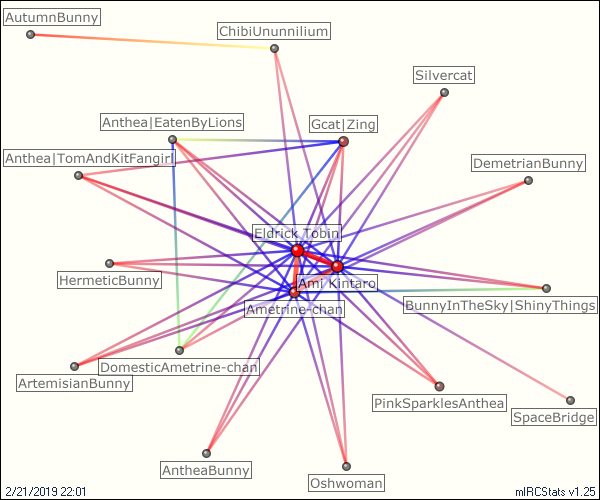 AutumnBunny
ChibiUnunnilium
Silvercat
Anthea|EatenByLions
Gcat|Zing
Anthea|TomAndKitFangirl
DemetrianBunny
Eldrick_Tobin
HermeticBunny
Ami_Kintaro
BunnyInTheSky|ShinyThings
Ametrine-chan
DomesticAmetrine-chan
ArtemisianBunny
PinkSparklesAnthea
SpaceBridge
AntheaBunny
Oshwoman
2/21/2019 22:01
mIRCStats v1.25